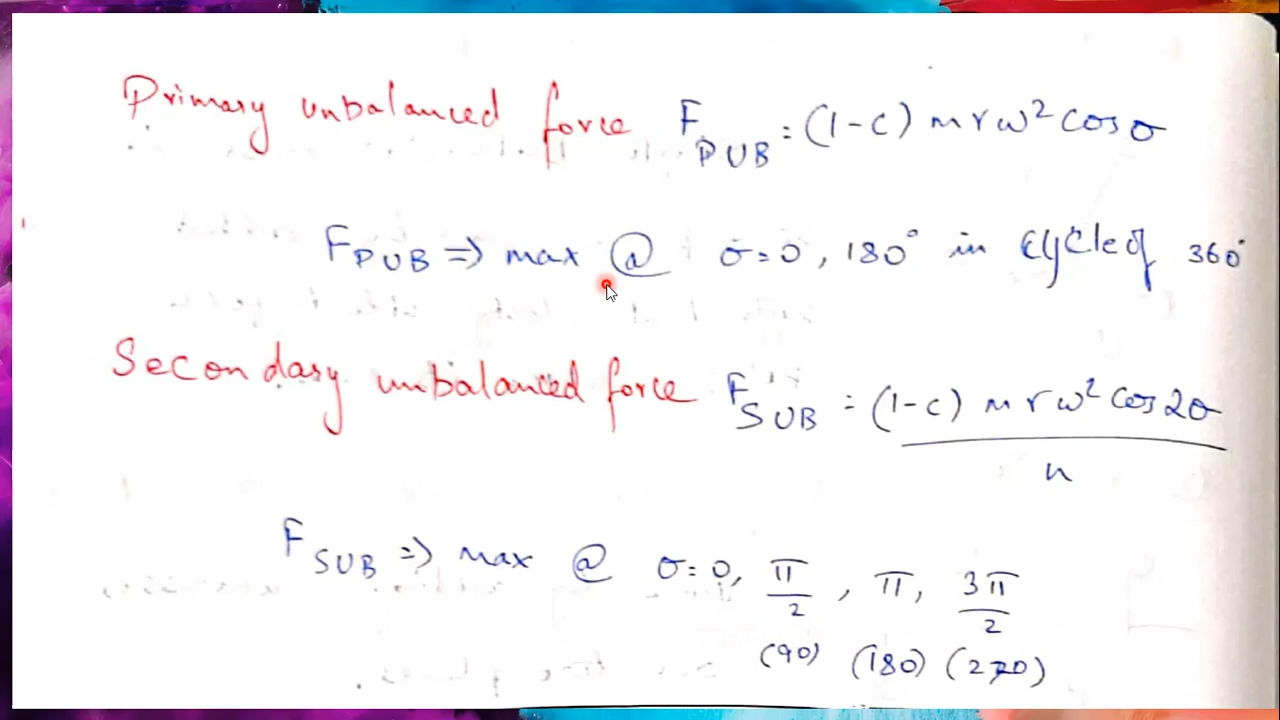 Primary unbalanced force F_PUB = (1-c) m r ω² cos σ
F_PUB ⇒ max @ σ = 0, 180° in cycle of 360°
Secondary unbalanced force F_SUB = (1-c) m r ω² cos 2σ / n
F_SUB ⇒ max @ σ = 0, π/2, π, 3π/2
(90) (180) (270)